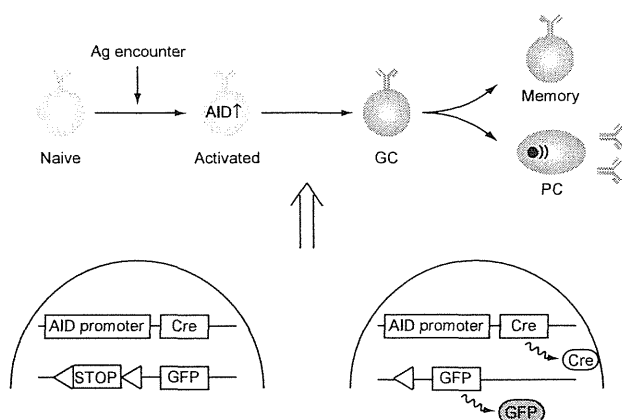 Ag encounter
AID↑
Naive
Activated
GC
Memory
PC
AID promoter
Cre
STOP
GFP
AID promoter
Cre
Cre
GFP
GFP